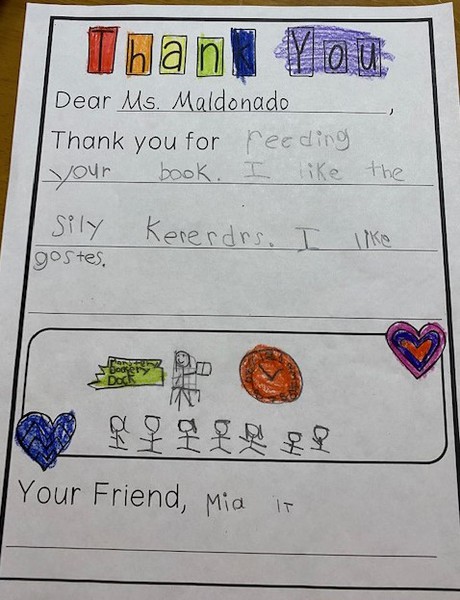 Thank You
Dear Ms. Maldonado,
Thank you for reeding
your book. I like the
Sily Kererdrs. I like
gostes.
Dock
Your Friend, Mia